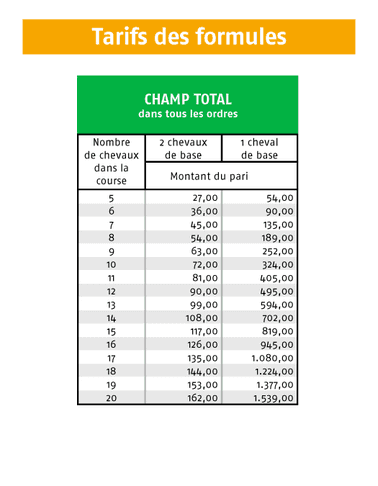 Tarifs des formules
CHAMP TOTAL
dans tous les ordres
Nombre de chevaux dans la course 2 chevaux de base 1 cheval de base
Montant du pari
5 27,00 54,00
6 36,00 90,00
7 45,00 135,00
8 54,00 189,00
9 63,00 252,00
10 72,00 324,00
11 81,00 405,00
12 90,00 495,00
13 99,00 594,00
14 108,00 702,00
15 117,00 819,00
16 126,00 945,00
17 135,00 1.080,00
18 144,00 1.224,00
19 153,00 1.377,00
20 162,00 1.539,00